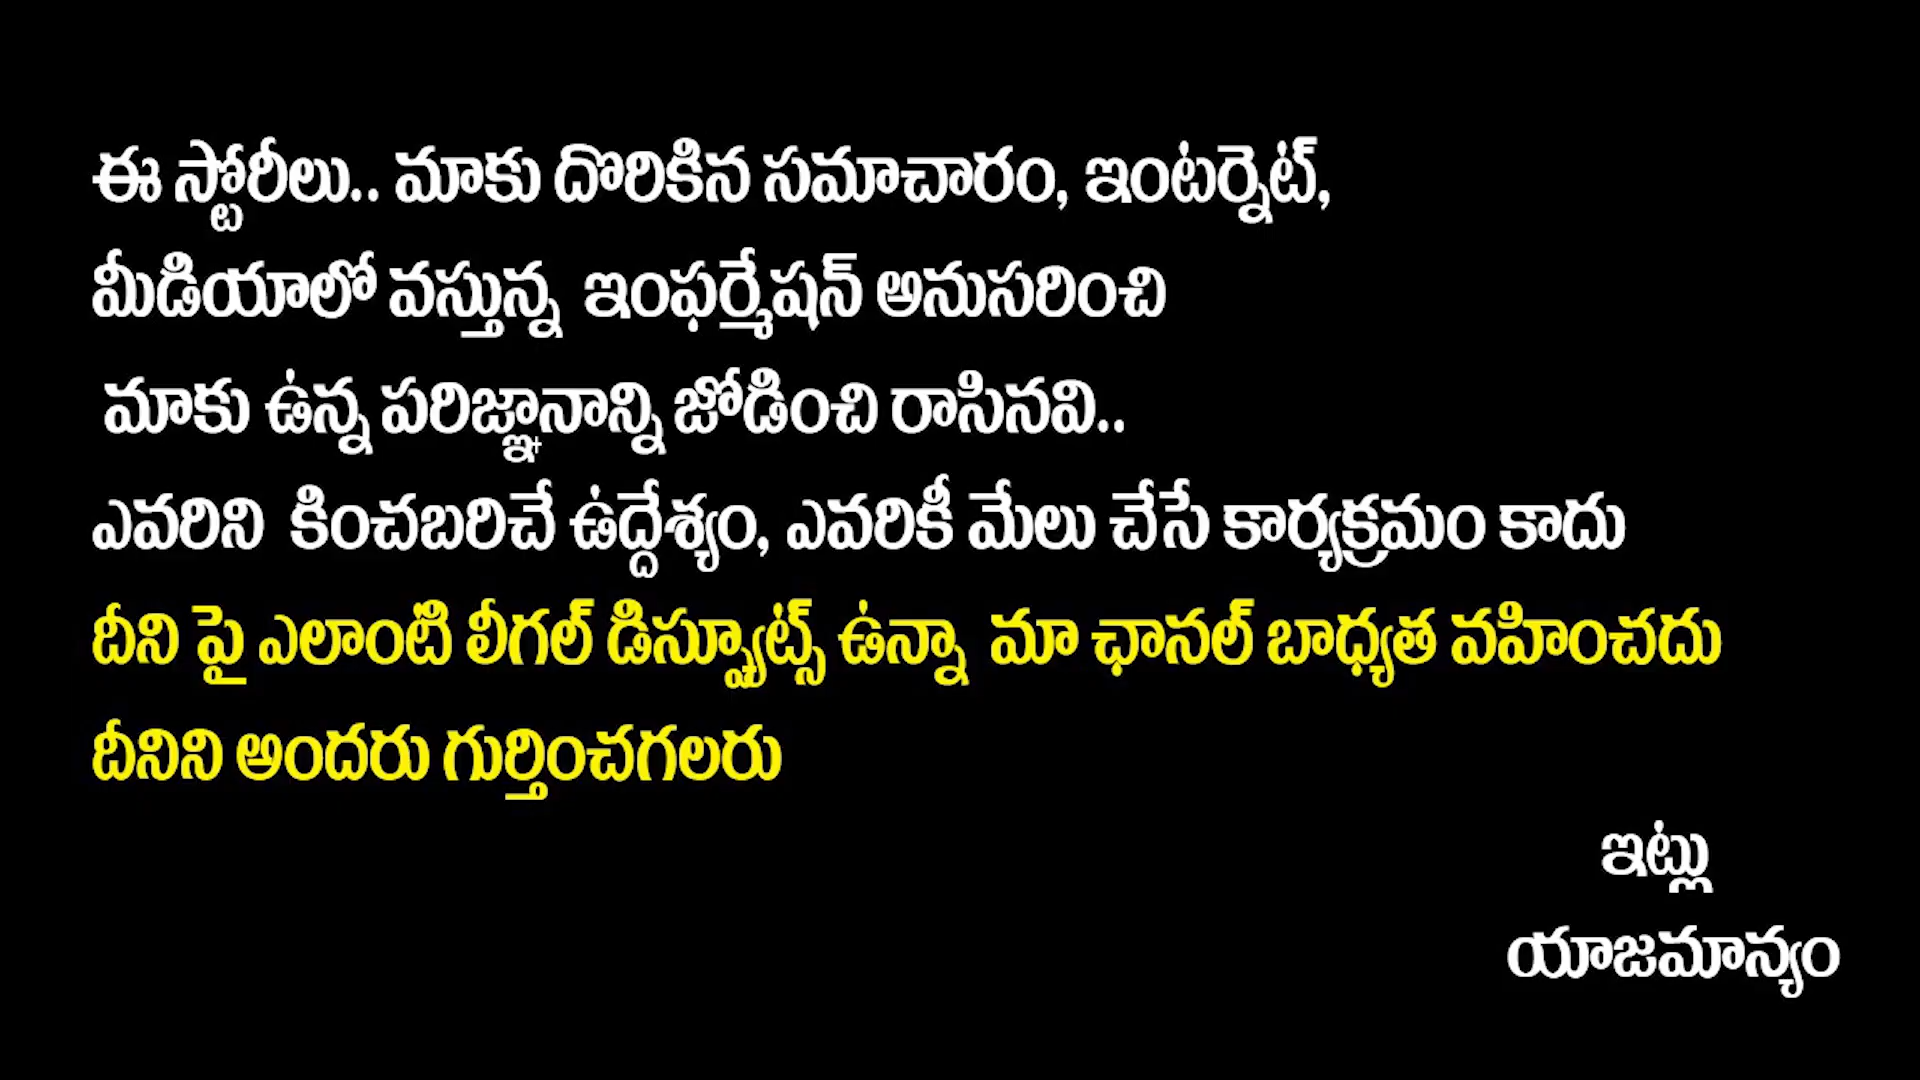 ఈ స్టోరీలు.. మాకు దొరికిన సమాచారం, ఇంటర్నెట్,
మీడియాలో వస్తున్న ఇంఫర్మేషన్ అనుసరించి
మాకు ఉన్న పరిజ్ఞానాన్ని జోడించి రాసినవి..
ఎవరిని కించబరిచే ఉద్దేశ్యం, ఎవరికీ మేలు చేసే కార్యక్రమం కాదు
దీని పై ఎలాంటి లీగల్ డిస్ప్యూట్స్ ఉన్నా మా ఛానల్ బాధ్యత వహించదు
దీనిని అందరు గుర్తించగలరు
ఇట్లు
యాజమాన్యం